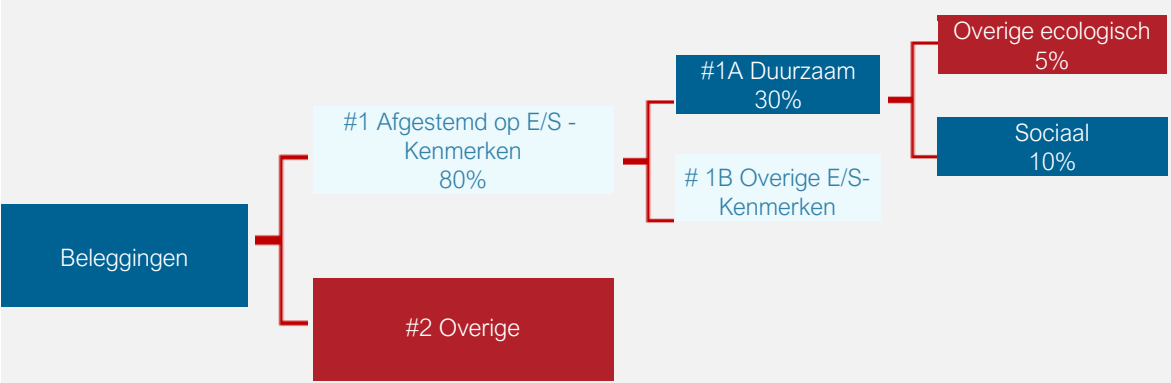 Overige ecologisch
5%
#1A Duurzaam
30%
#1 Afgestemd op E/S -
Kenmerken
80%
Sociaal
10%
# 1B Overige E/S-
Kenmerken
Beleggingen
#2 Overige